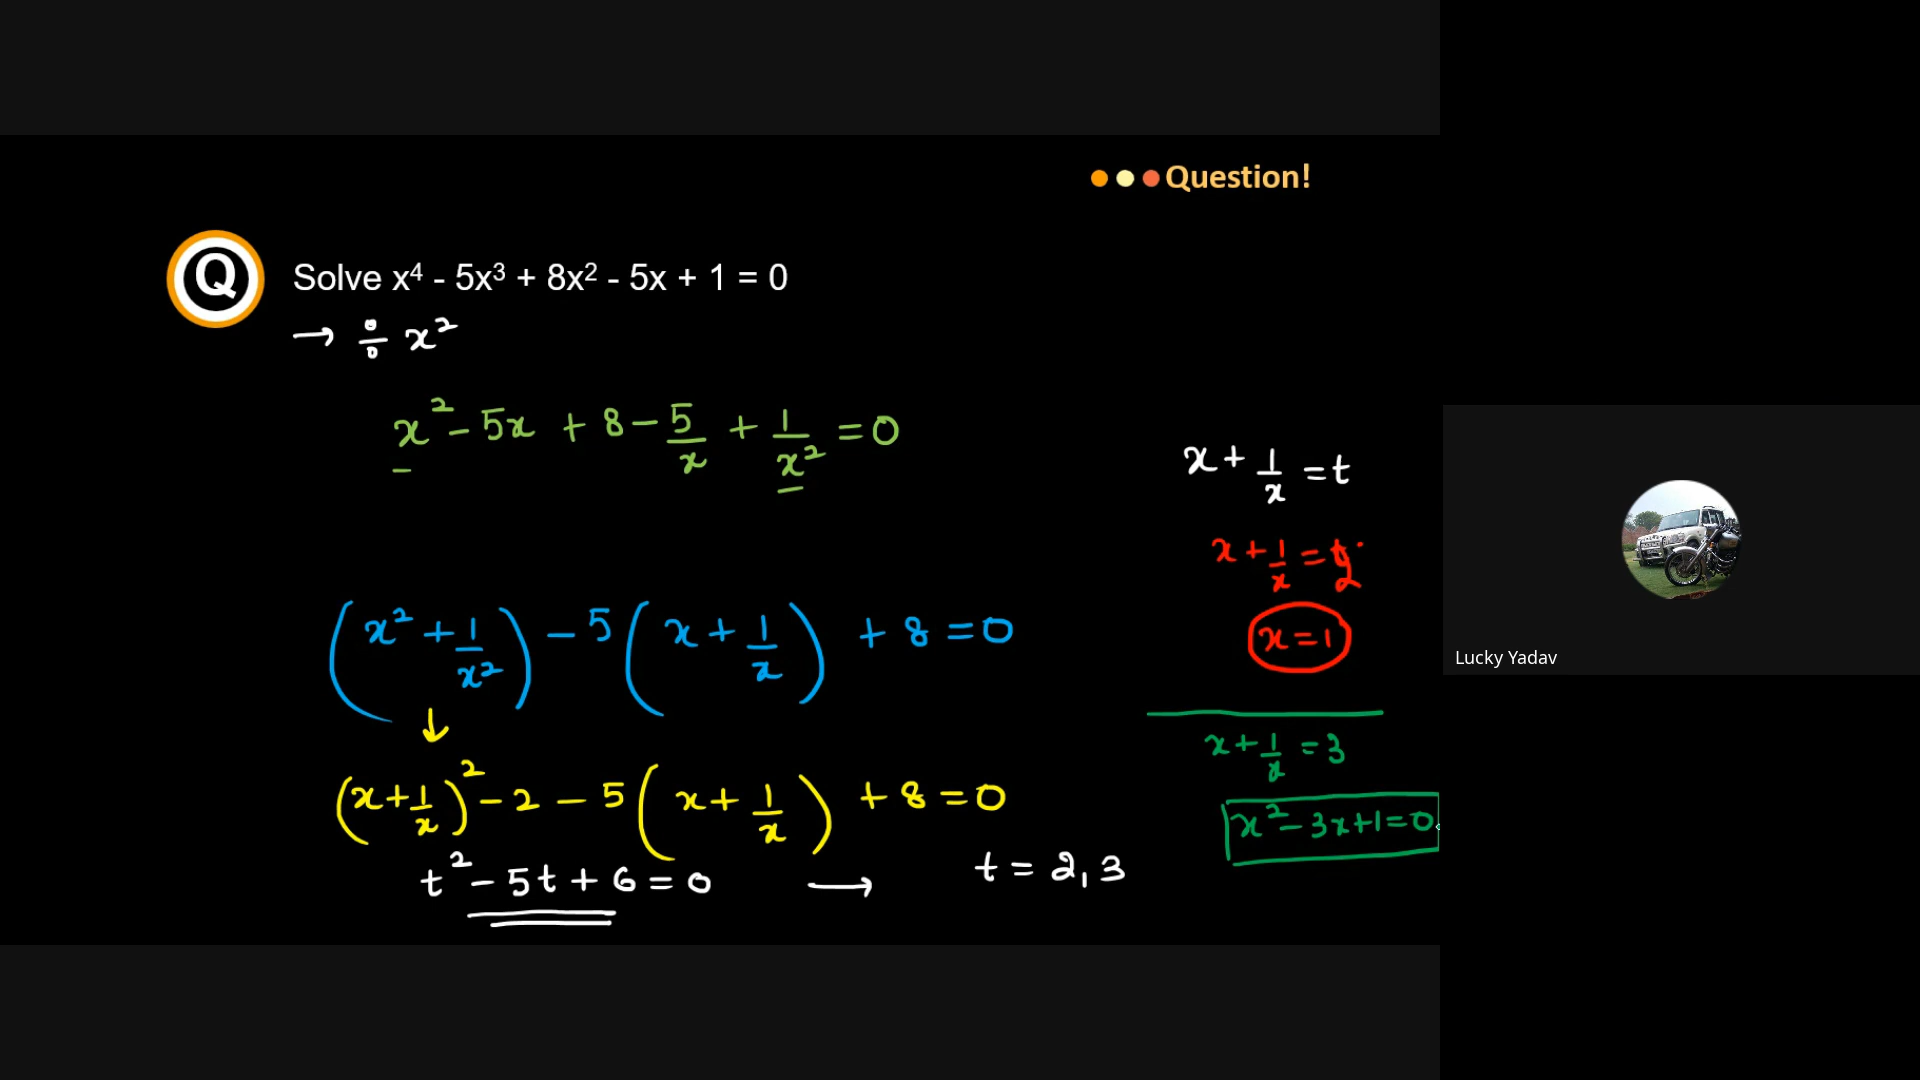 Question!
Q
Solve x⁴ - 5x³ + 8x² - 5x + 1 = 0
→ ÷ x²
x² - 5x + 8 - 5/x + 1/x² = 0
(x² + 1/x²) - 5(x + 1/x) + 8 = 0
↓
(x + 1/x)² - 2 - 5(x + 1/x) + 8 = 0
t² - 5t + 6 = 0 → t = 2, 3
x + 1/x = t
x + 1/x = 2
x = 1
x + 1/x = 3
x² - 3x + 1 = 0
Lucky Yadav